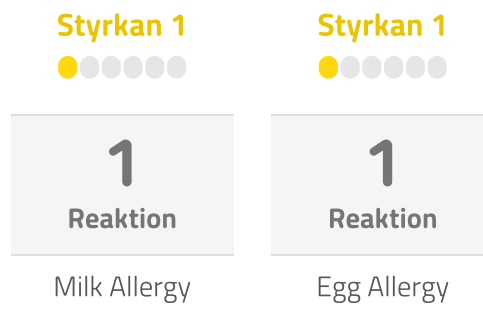 Styrkan 1
1
Reaktion
Milk Allergy
Styrkan 1
1
Reaktion
Egg Allergy